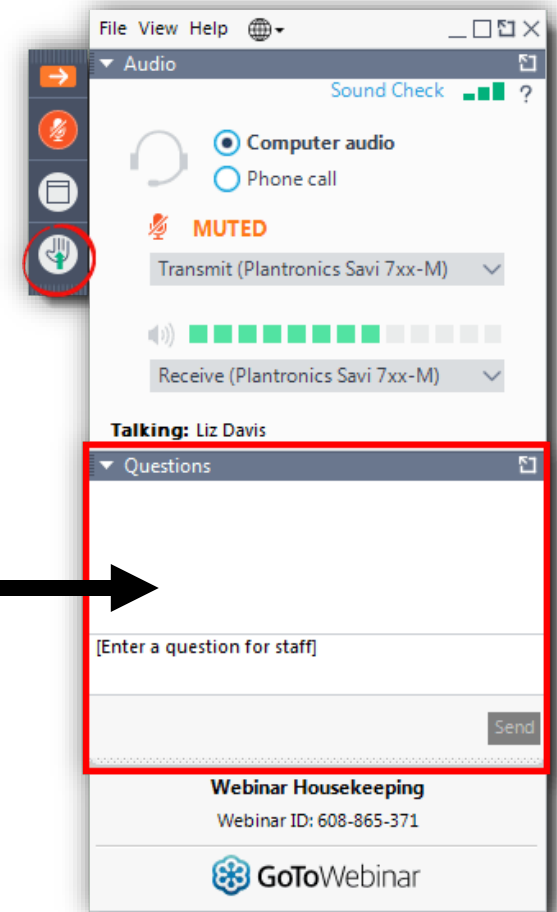 File View Help
Audio
Sound Check ?
Computer audio
Phone call
MUTED
Transmit (Plantronics Savi 7xx-M)
Receive (Plantronics Savi 7xx-M)
Talking: Liz Davis
Questions
[Enter a question for staff]
Send
Webinar Housekeeping
Webinar ID: 608-865-371
GoToWebinar